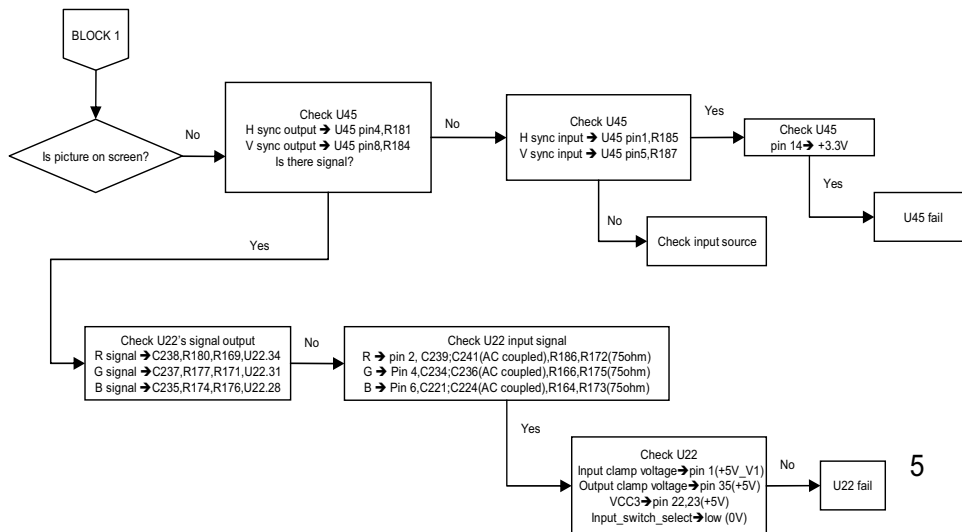 BLOCK 1
Is picture on screen?
No
Check U45
H sync output ➔ U45 pin4,R181
V sync output ➔ U45 pin8,R184
Is there signal?
No
Check U45
H sync input ➔ U45 pin1,R185
V sync input ➔ U45 pin5,R187
Yes
Check U45
pin 14➔ +3.3V
Yes
U45 fail
No
Check input source
Yes
Check U22's signal output
R signal ➔C238,R180,R169,U22.34
G signal ➔C237,R177,R171,U22.31
B signal ➔C235,R174,R176,U22.28
No
Check U22 input signal
R ➔ pin 2, C239;C241(AC coupled),R186,R172(75ohm)
G ➔ Pin 4,C234;C236(AC coupled),R166,R175(75ohm)
B ➔ Pin 6,C221;C224(AC coupled),R164,R173(75ohm)
Yes
Check U22
Input clamp voltage➔pin 1(+5V_V1)
Output clamp voltage➔pin 35(+5V)
VCC3➔pin 22,23(+5V)
Input_switch_select➔low (0V)
No
U22 fail
5